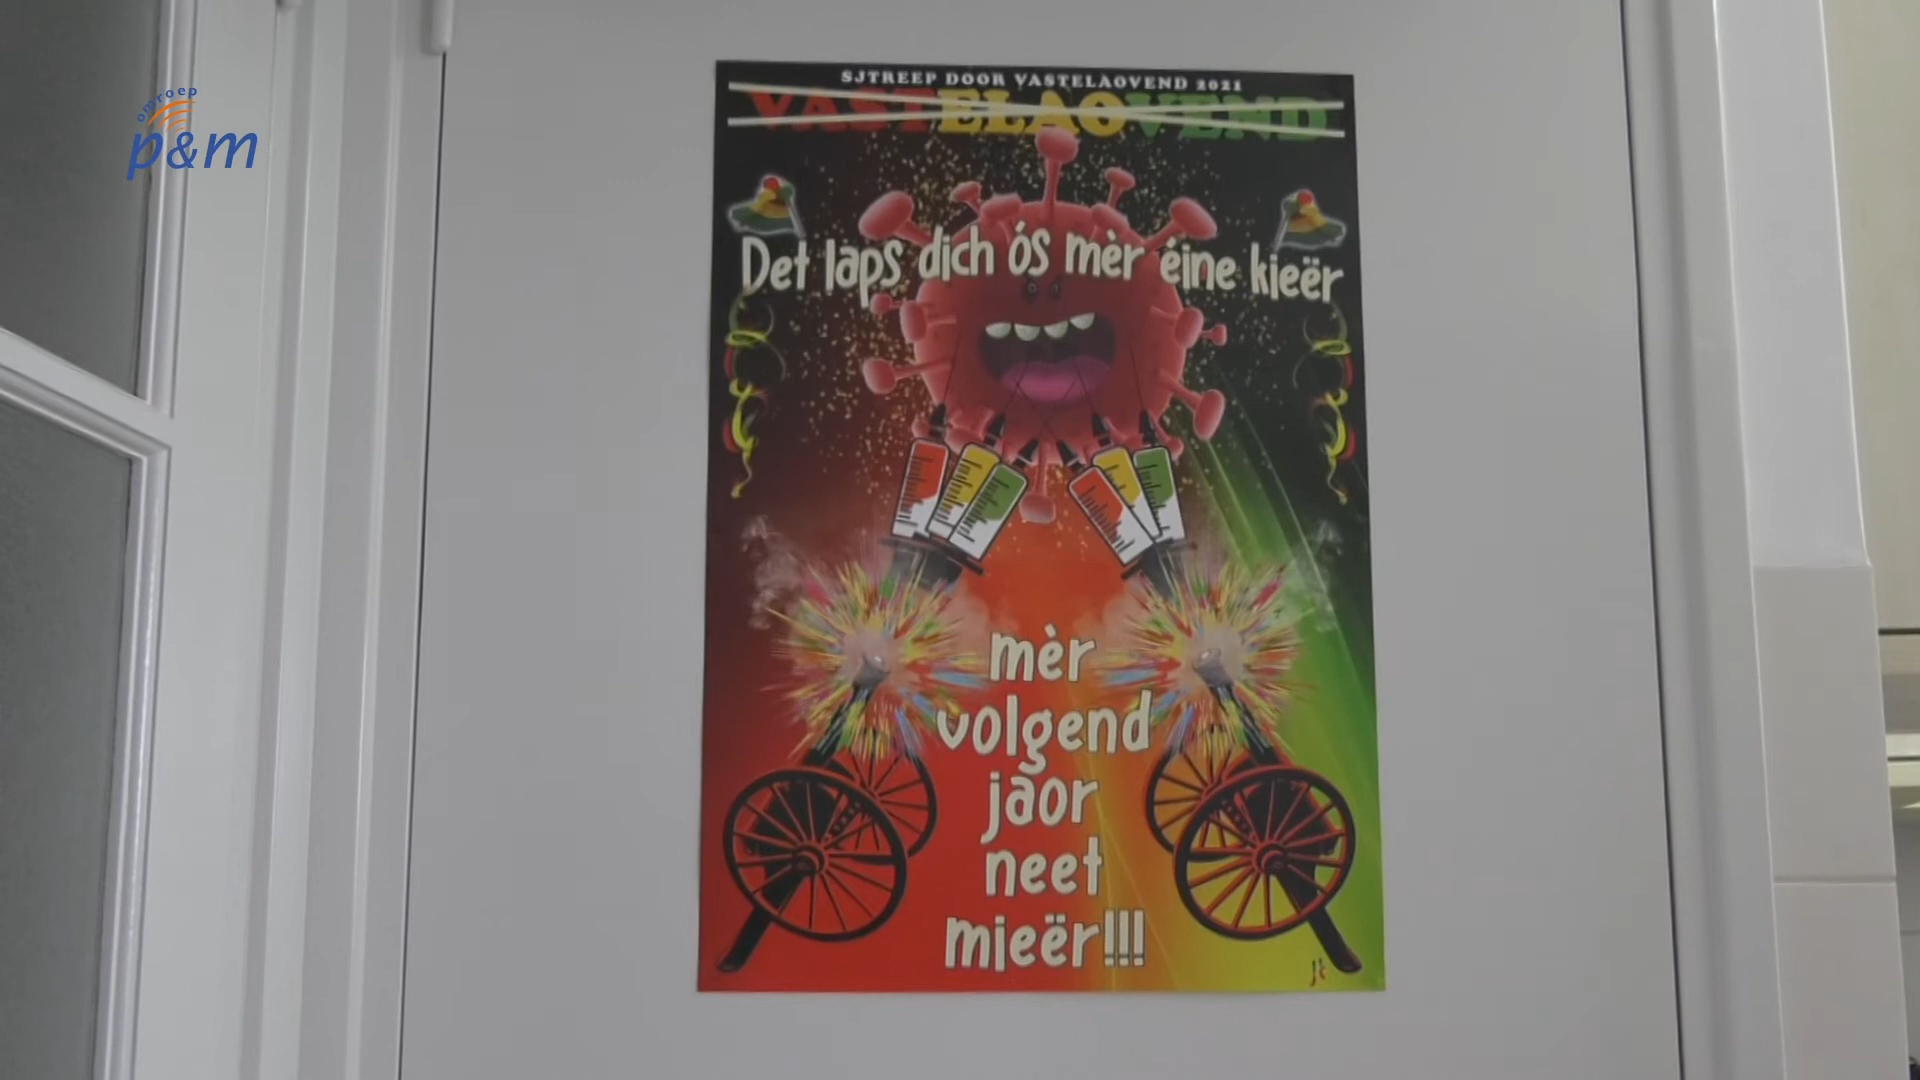 omroep
p&m
SJTREEP DOOR VASTELAOVEND 2021
VASTELAOVEND
Det laps dich ós mèr éine kieër
mèr
volgend
jaor
neet
mieër!!!